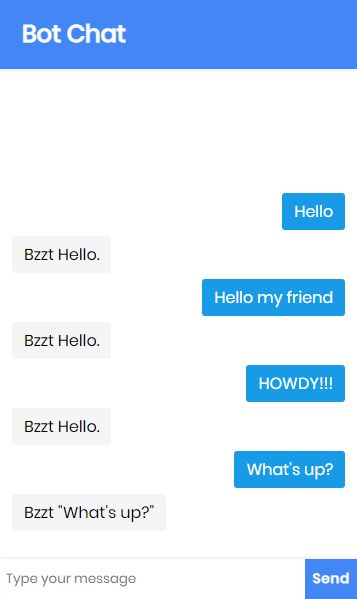 Bot Chat
Hello
Bzzt Hello.
Hello my friend
Bzzt Hello.
HOWDY!!!
Bzzt Hello.
What's up?
Bzzt "What's up?"
Type your message
Send